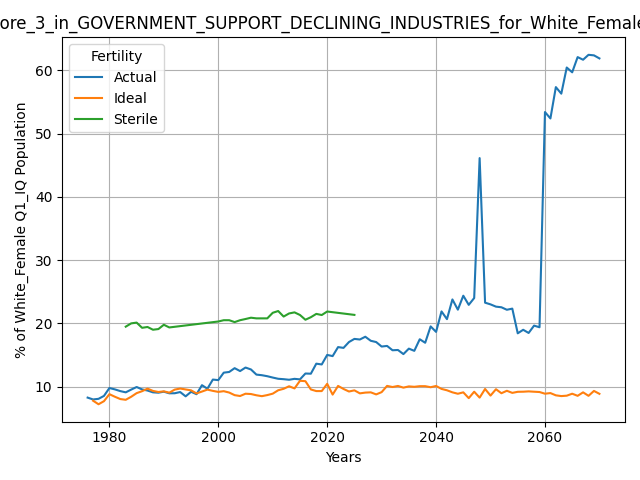 ore_3_in_GOVERNMENT_SUPPORT_DECLINING_INDUSTRIES_for_White_Female
Fertility
Actual
Ideal
Sterile
% of White_Female Q1_IQ Population
60
50
40
30
20
10
1980
2000
2020
2040
2060
Years